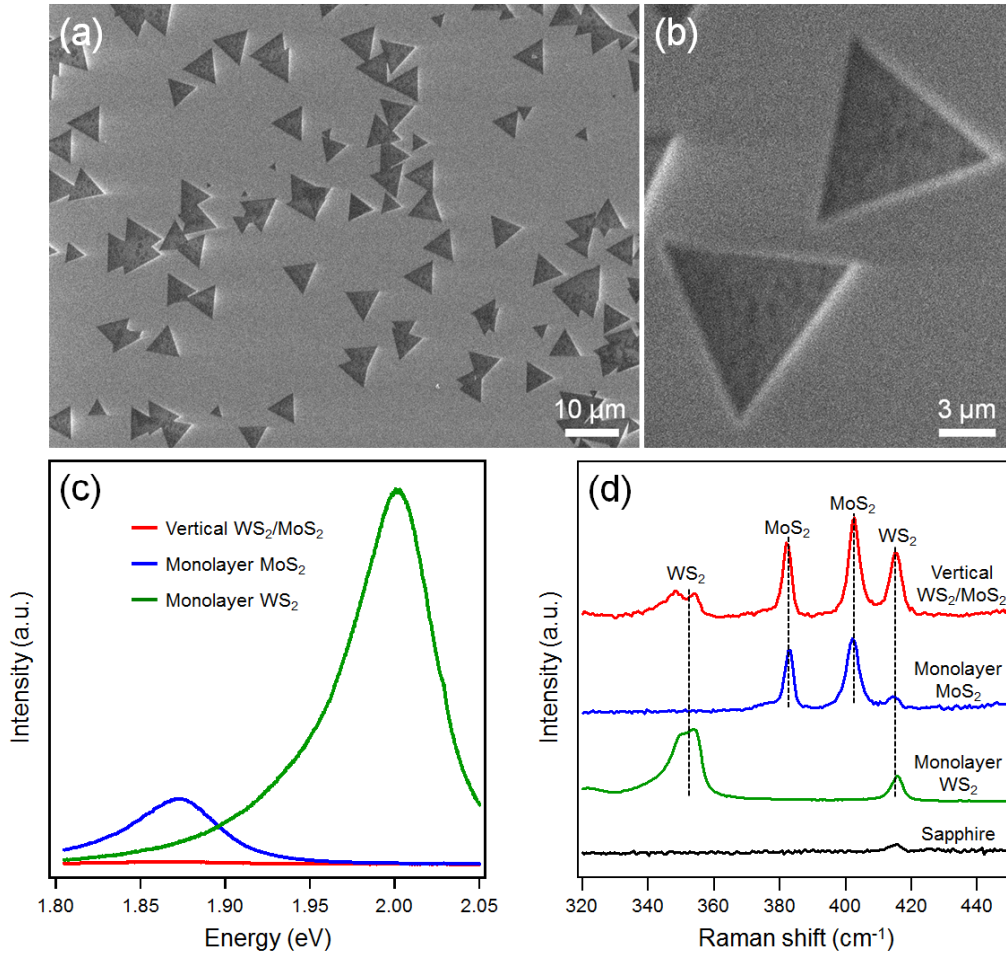 (a)
10 µm
(b)
3 µm
(c)
Vertical WS₂/MoS₂
Monolayer MoS₂
Monolayer WS₂
Intensity (a.u.)
1.80 1.85 1.90 1.95 2.00 2.05
Energy (eV)
(d)
MoS₂
MoS₂
WS₂
WS₂
Vertical
WS₂/MoS₂
Monolayer
MoS₂
Monolayer
WS₂
Sapphire
Intensity (a.u.)
320 340 360 380 400 420 440
Raman shift (cm⁻¹)